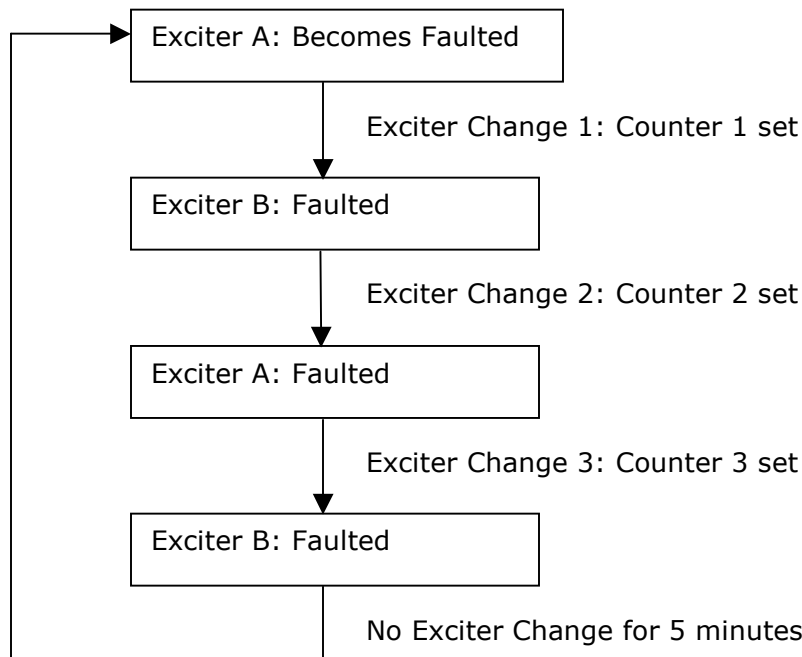 Exciter A: Becomes Faulted
Exciter Change 1: Counter 1 set
Exciter B: Faulted
Exciter Change 2: Counter 2 set
Exciter A: Faulted
Exciter Change 3: Counter 3 set
Exciter B: Faulted
No Exciter Change for 5 minutes